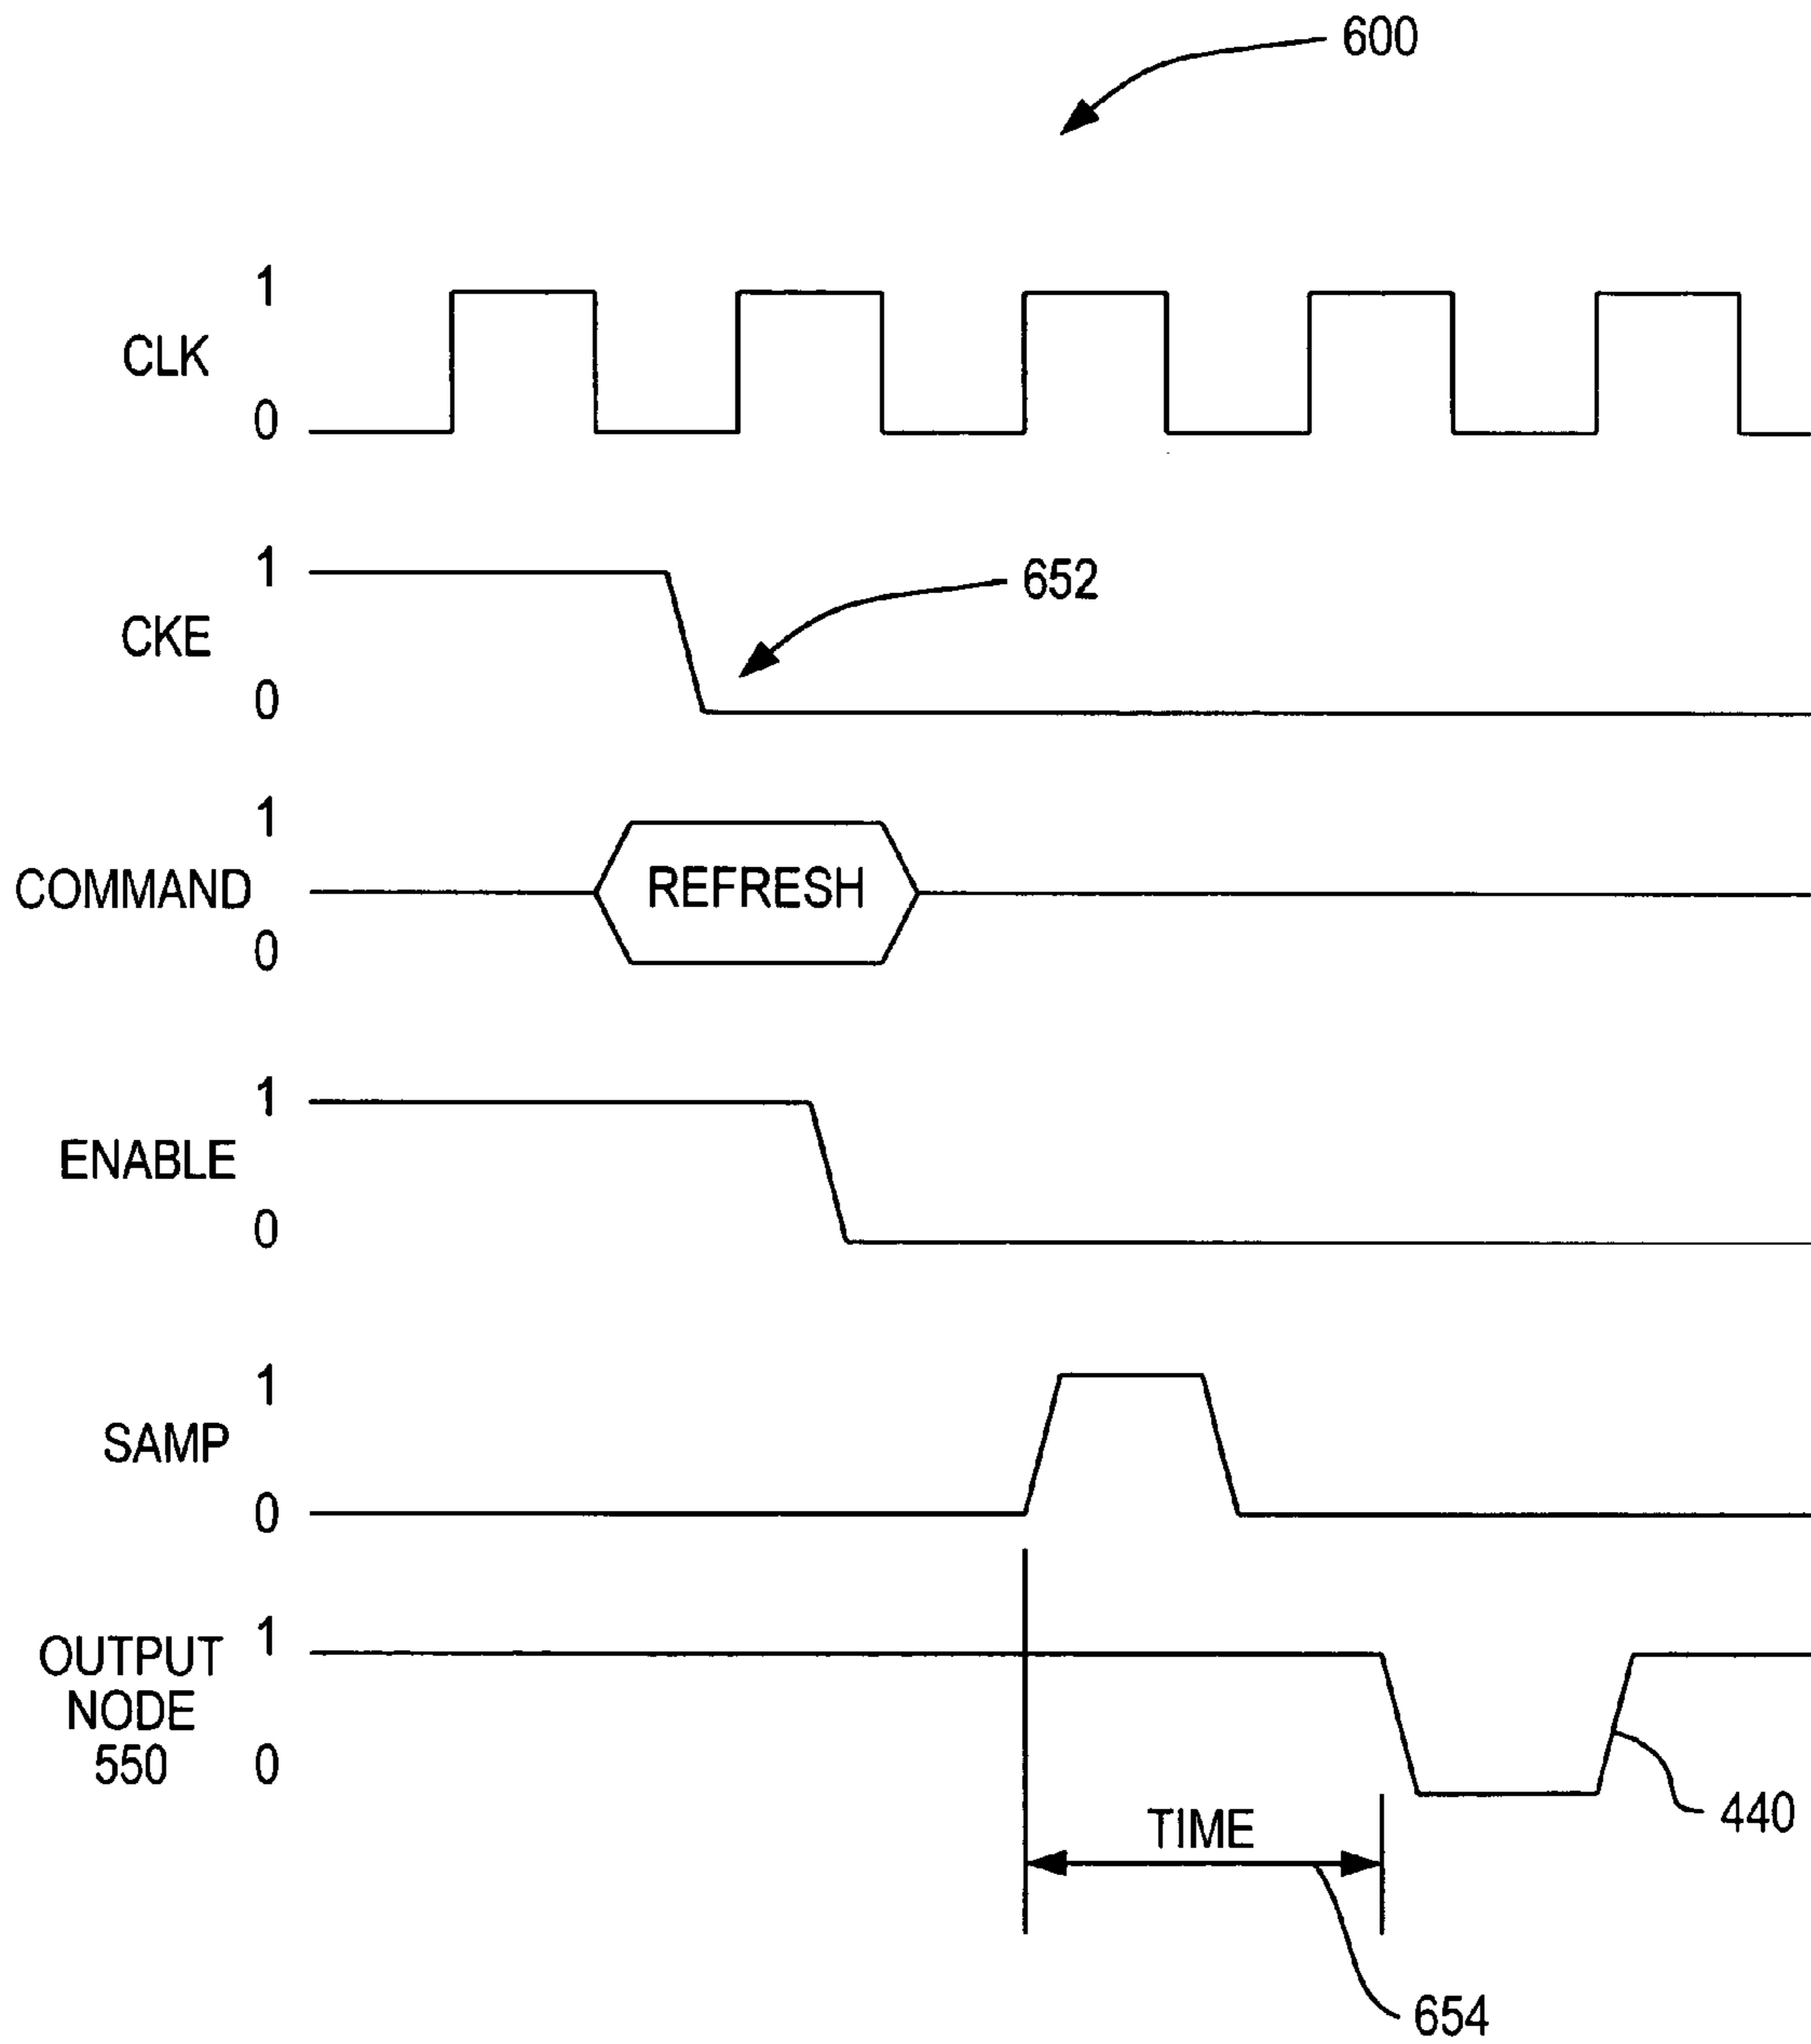 600
1
CLK
0
1
652
CKE
0
1
COMMAND
REFRESH
0
1
ENABLE
0
1
SAMP
0
1
OUTPUT
NODE
550
0
440
TIME
654